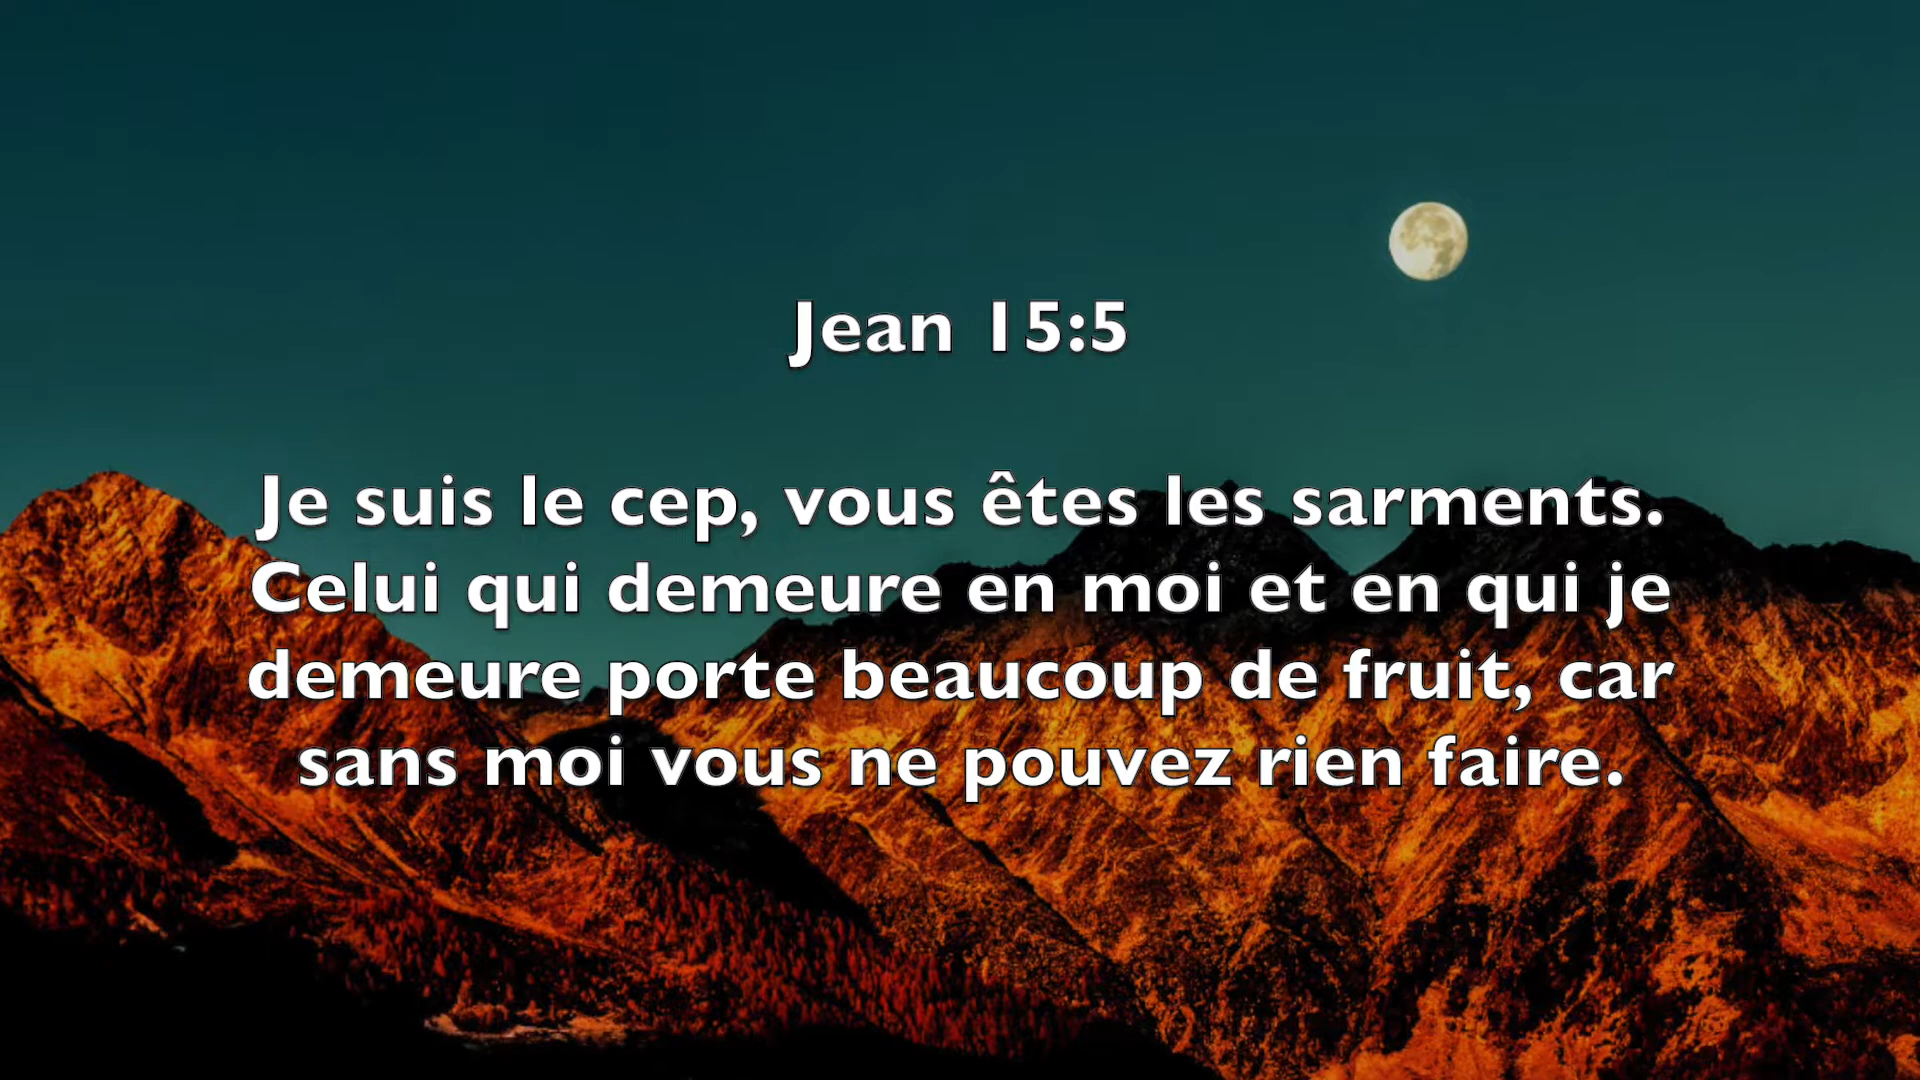 Jean 15:5
Je suis le cep, vous êtes les sarments.
Celui qui demeure en moi et en qui je
demeure porte beaucoup de fruit, car
sans moi vous ne pouvez rien faire.